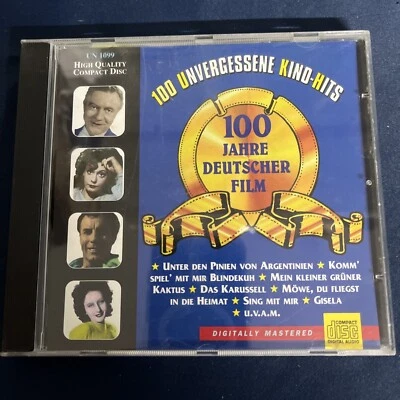 UN 1099
HIGH QUALITY
COMPACT DISC
100 UNVERGESSENE KINO-HITS
100
JAHRE
DEUTSCHER
FILM
★ UNTER DEN PINIEN VON ARGENTINIEN ★ KOMM'
SPIEL' MIT MIR BLINDEKUH ★ MEIN KLEINER GRÜNER
KAKTUS ★ DAS KARUSSELL ★ MÖWE, DU FLIEGST
IN DIE HEIMAT ★ SING MIT MIR ★ GISELA
★ U.V.A.M.
DIGITALLY MASTERED
COMPACT
disc
DIGITAL AUDIO